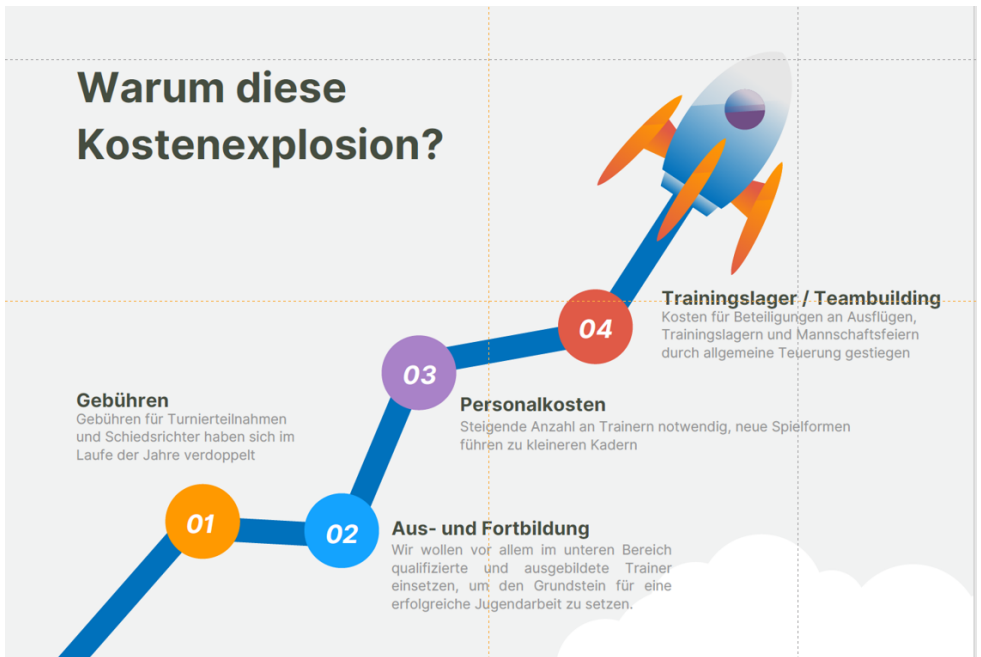 Warum diese
Kostenexplosion?
01
Gebühren
Gebühren für Turnierteilnahmen
und Schiedsrichter haben sich im
Laufe der Jahre verdoppelt
02
Aus- und Fortbildung
Wir wollen vor allem im unteren Bereich
qualifizierte und ausgebildete Trainer
einsetzen, um den Grundstein für eine
erfolgreiche Jugendarbeit zu setzen.
03
Personalkosten
Steigende Anzahl an Trainern notwendig, neue Spielformen
führen zu kleineren Kadern
04
Trainingslager / Teambuilding
Kosten für Beteiligungen an Ausflügen,
Trainingslagern und Mannschaftsfeiern
durch allgemeine Teuerung gestiegen